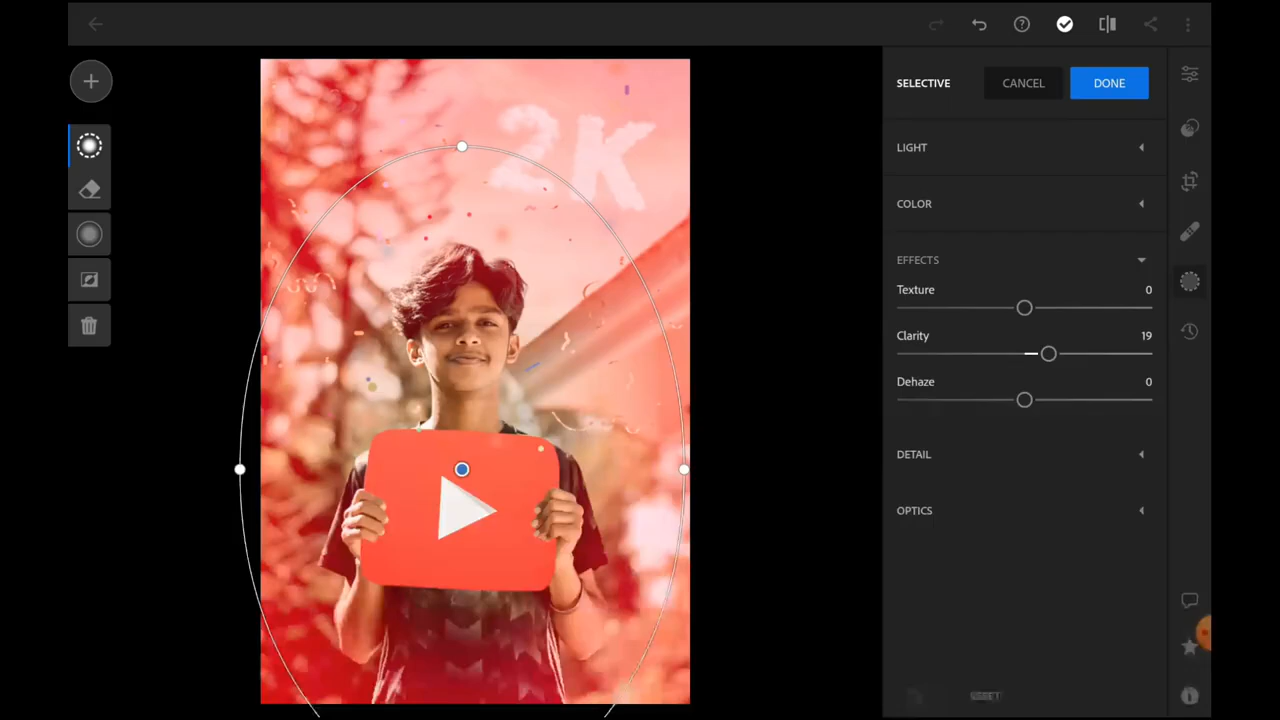 SELECTIVE
CANCEL
DONE
2K
LIGHT
COLOR
EFFECTS
Texture 0
Clarity 19
Dehaze 0
DETAIL
OPTICS